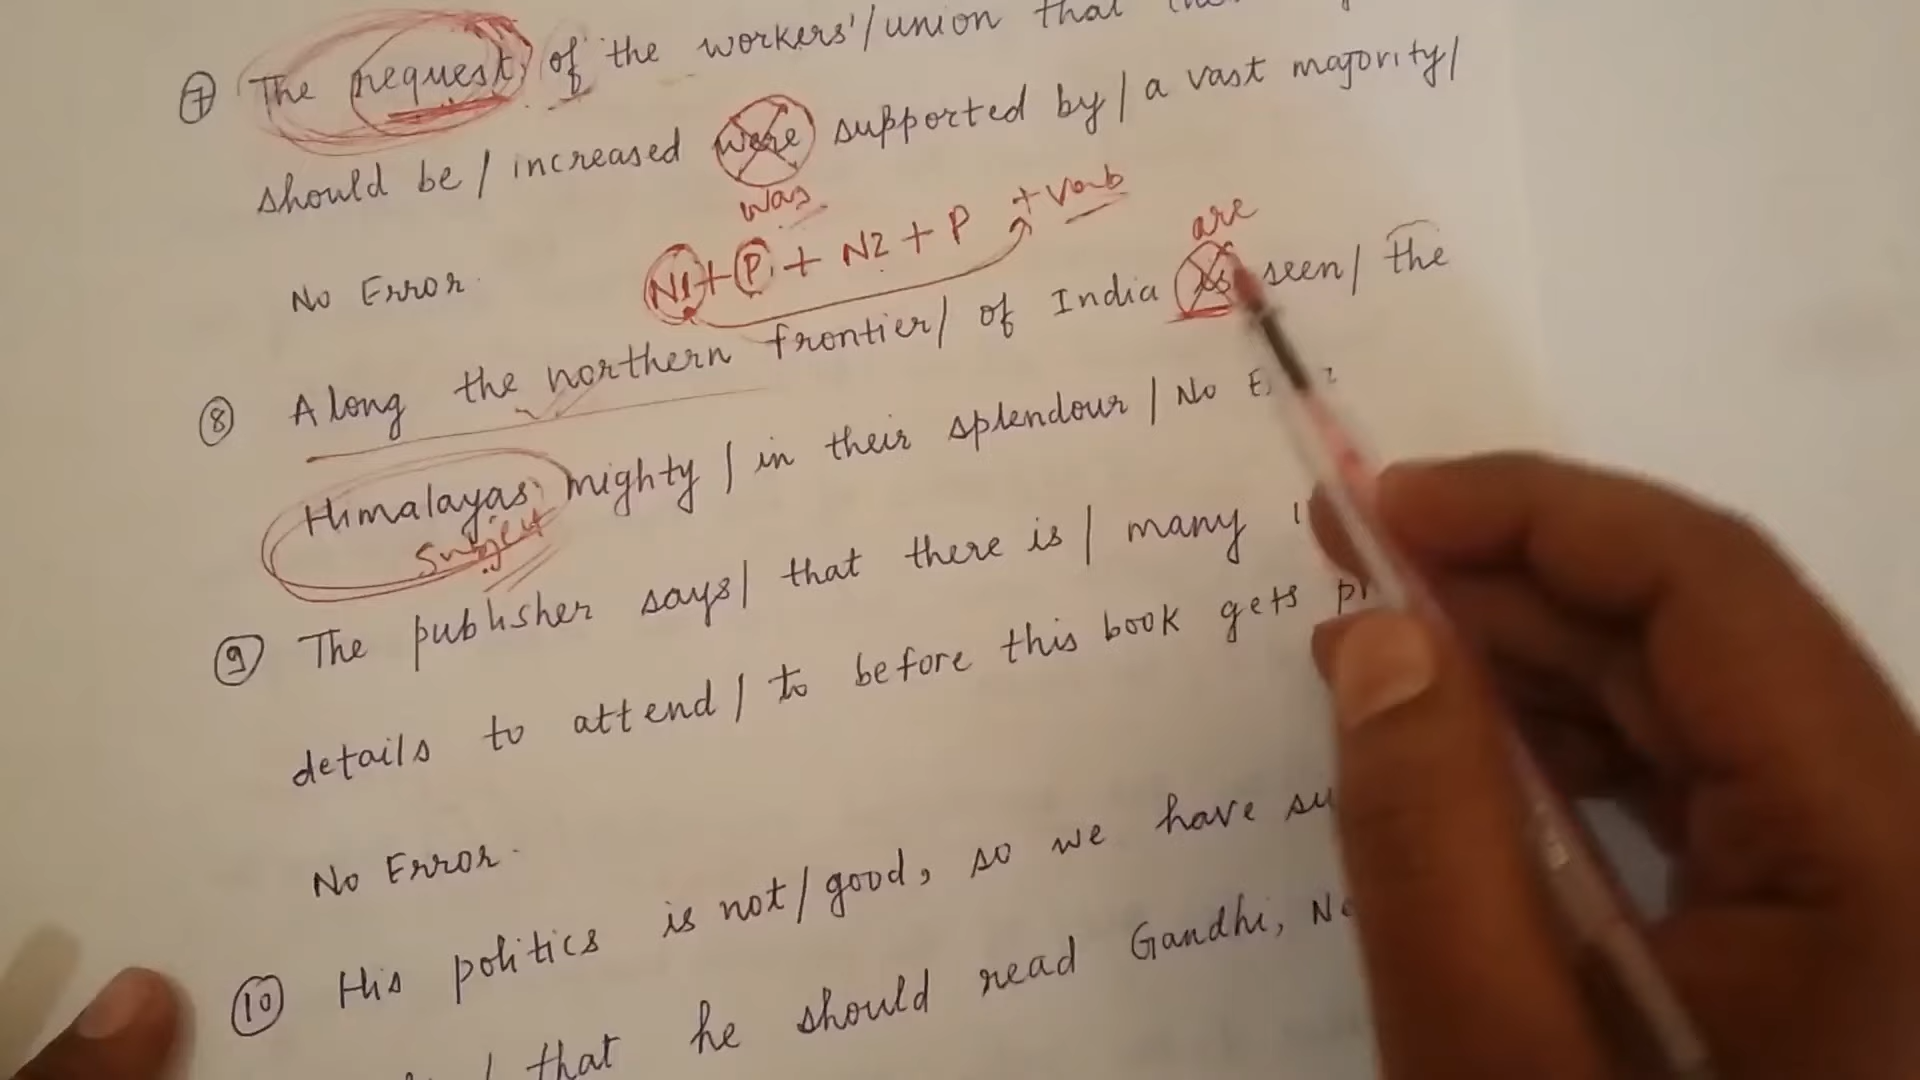 7 The request of the workers'/union that
should be / increased were supported by / a vast majority/
was
No Error. N1 + P + N2 + P + Verb
are
8 Along the northern frontier/ of India is seen/ the
Himalayas mighty / in their splendour / No
Subject
9 The publisher says/ that there is / many
details to attend / to before this book gets
No Error.
10 His politics is not/ good, so we have
/ that he should read Gandhi,